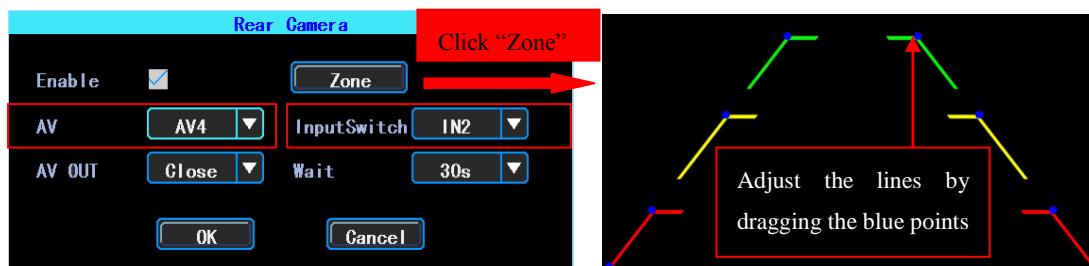 Rear Camera
Click “Zone”
Enable Zone
AV AV4 InputSwitch IN2
AV OUT Close Wait 30s
OK Cancel
Adjust the lines by
dragging the blue points